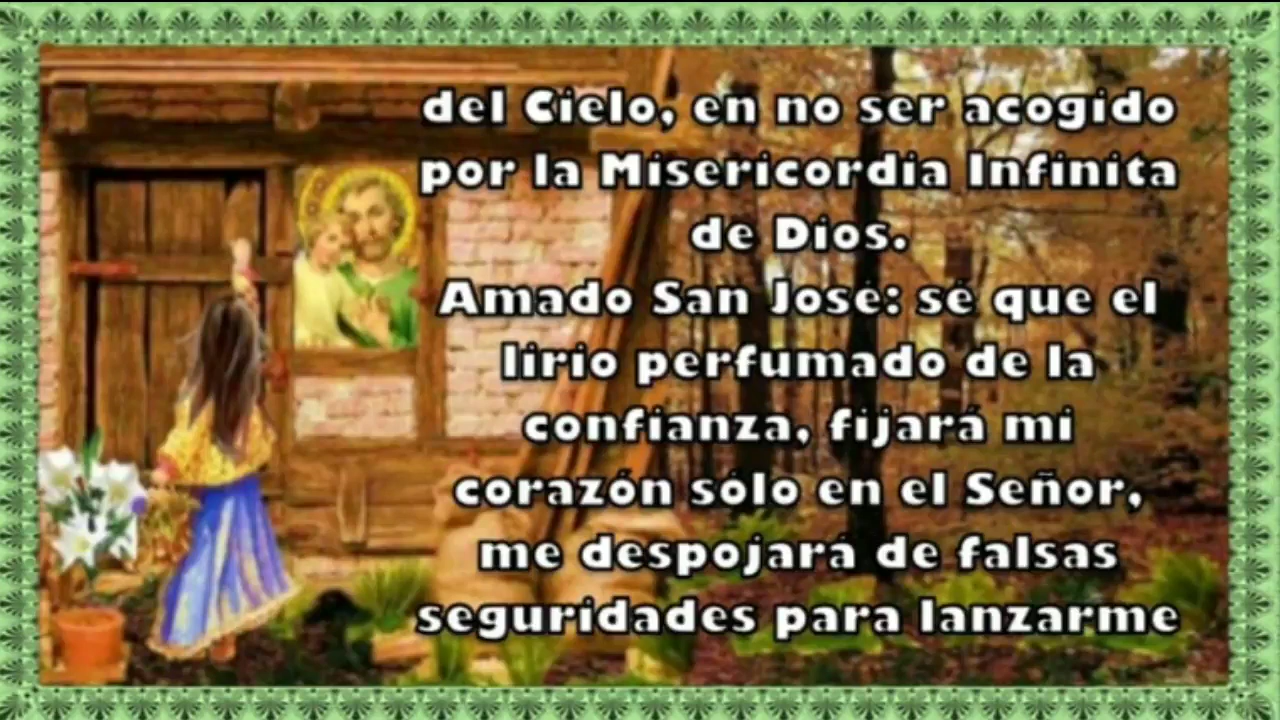 del Cielo, en no ser acogido
por la Misericordia Infinita
de Dios.
Amado San José: sé que el
lirio perfumado de la
confianza, fijará mi
corazón sólo en el Señor,
me despojará de falsas
seguridades para lanzarme